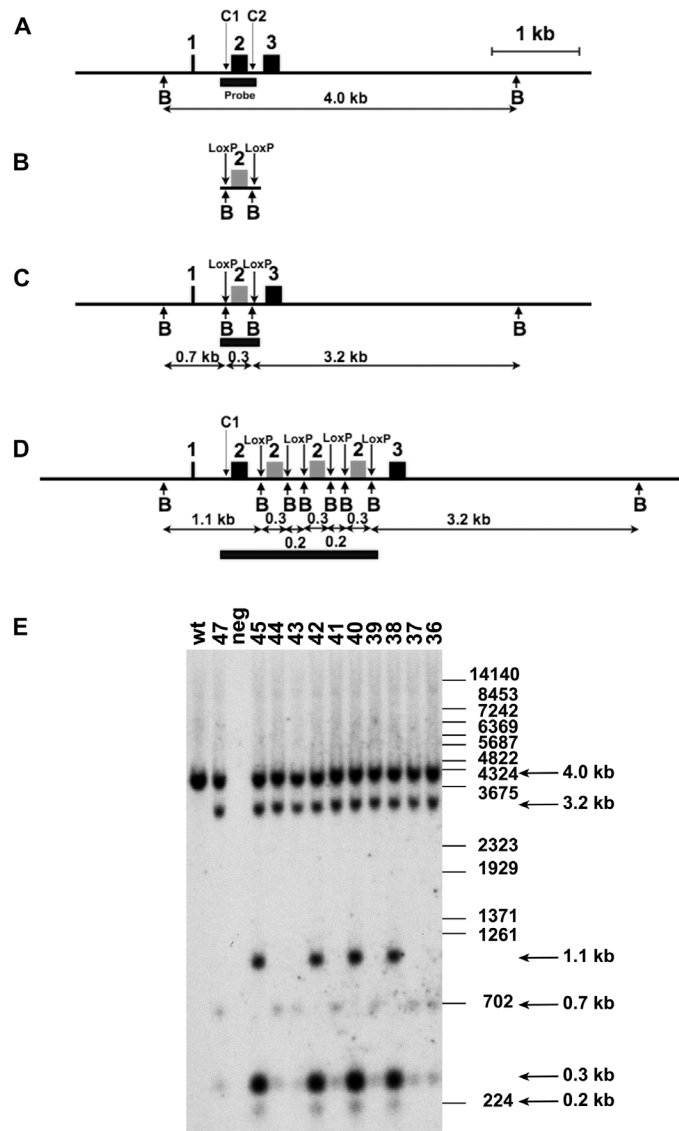 A
C1 C2
1 2 3
1 kb
Probe
B B
4.0 kb
B
LoxP LoxP
2
B B
C
LoxP LoxP
1 2 3
B B B B
0.7 kb 0.3 3.2 kb
D
C1
LoxP LoxP LoxP LoxP
1 2 2 2 2 3
B B B B B B B B
1.1 kb 0.3 0.3 0.3 3.2 kb
0.2 0.2
E
wt 47 neg 45 44 43 42 41 40 39 38 37 36
14140
8453
7242
6369
5687
4822
4324 4.0 kb
3675 3.2 kb
2323
1929
1371
1261
1.1 kb
702 0.7 kb
0.3 kb
224 0.2 kb